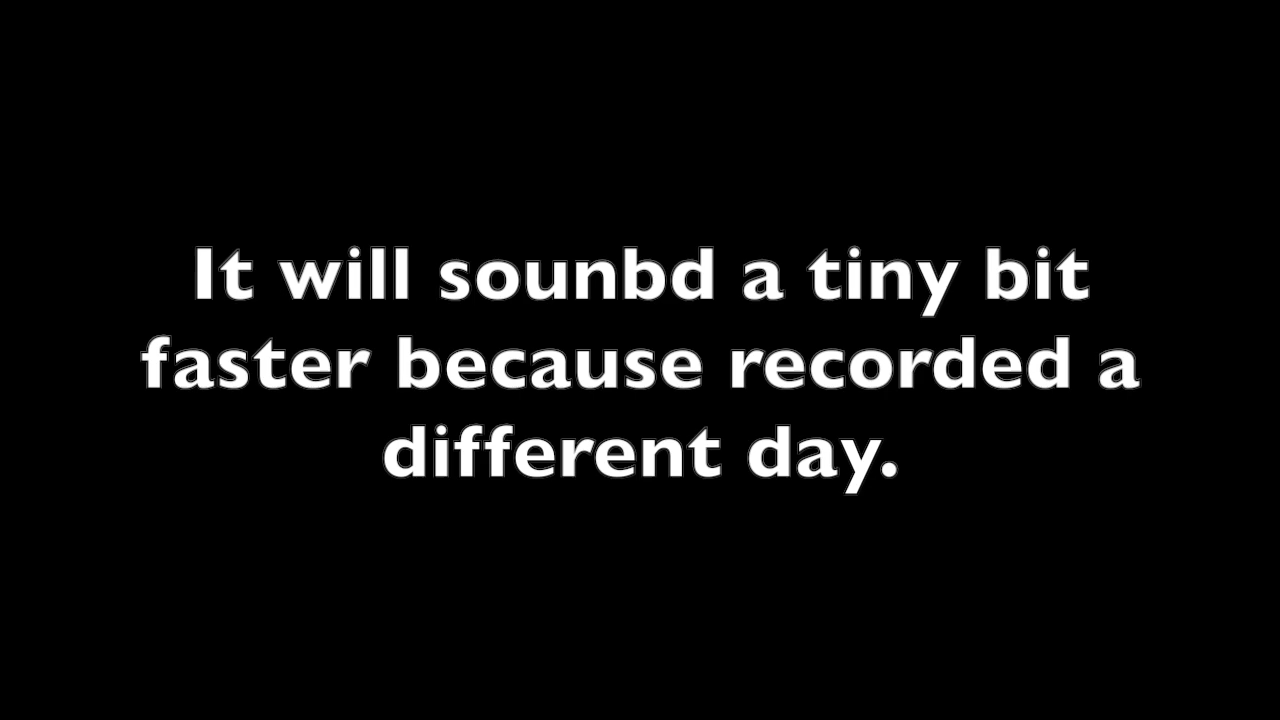 It will sounbd a tiny bit
faster because recorded a
different day.